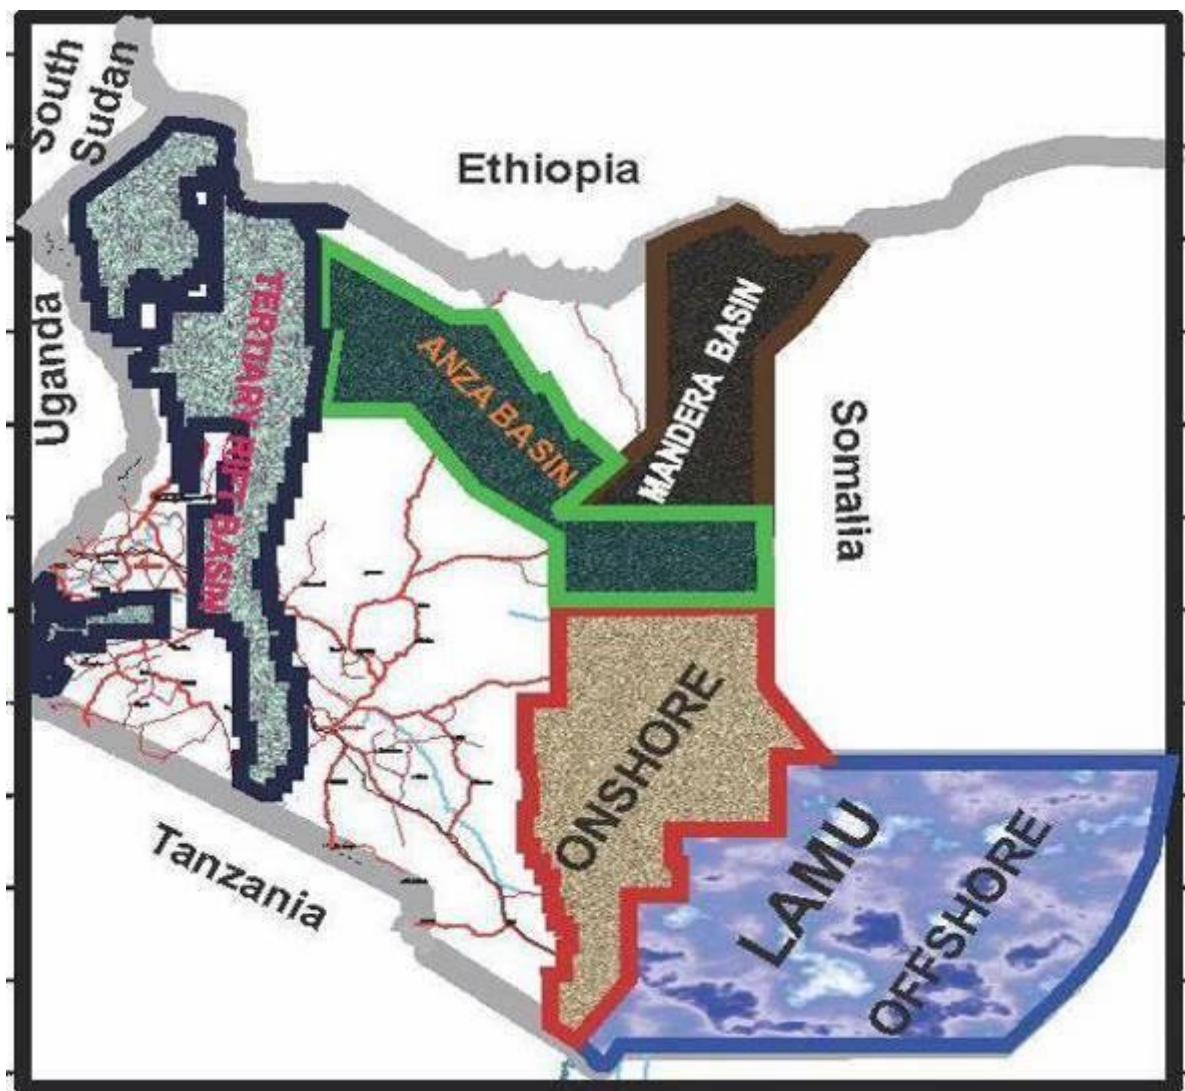 South
Sudan
Ethiopia
Uganda
TERTIARY RIFT BASIN
ANZA BASIN
MANDERA BASIN
Somalia
ONSHORE
LAMU
OFFSHORE
Tanzania